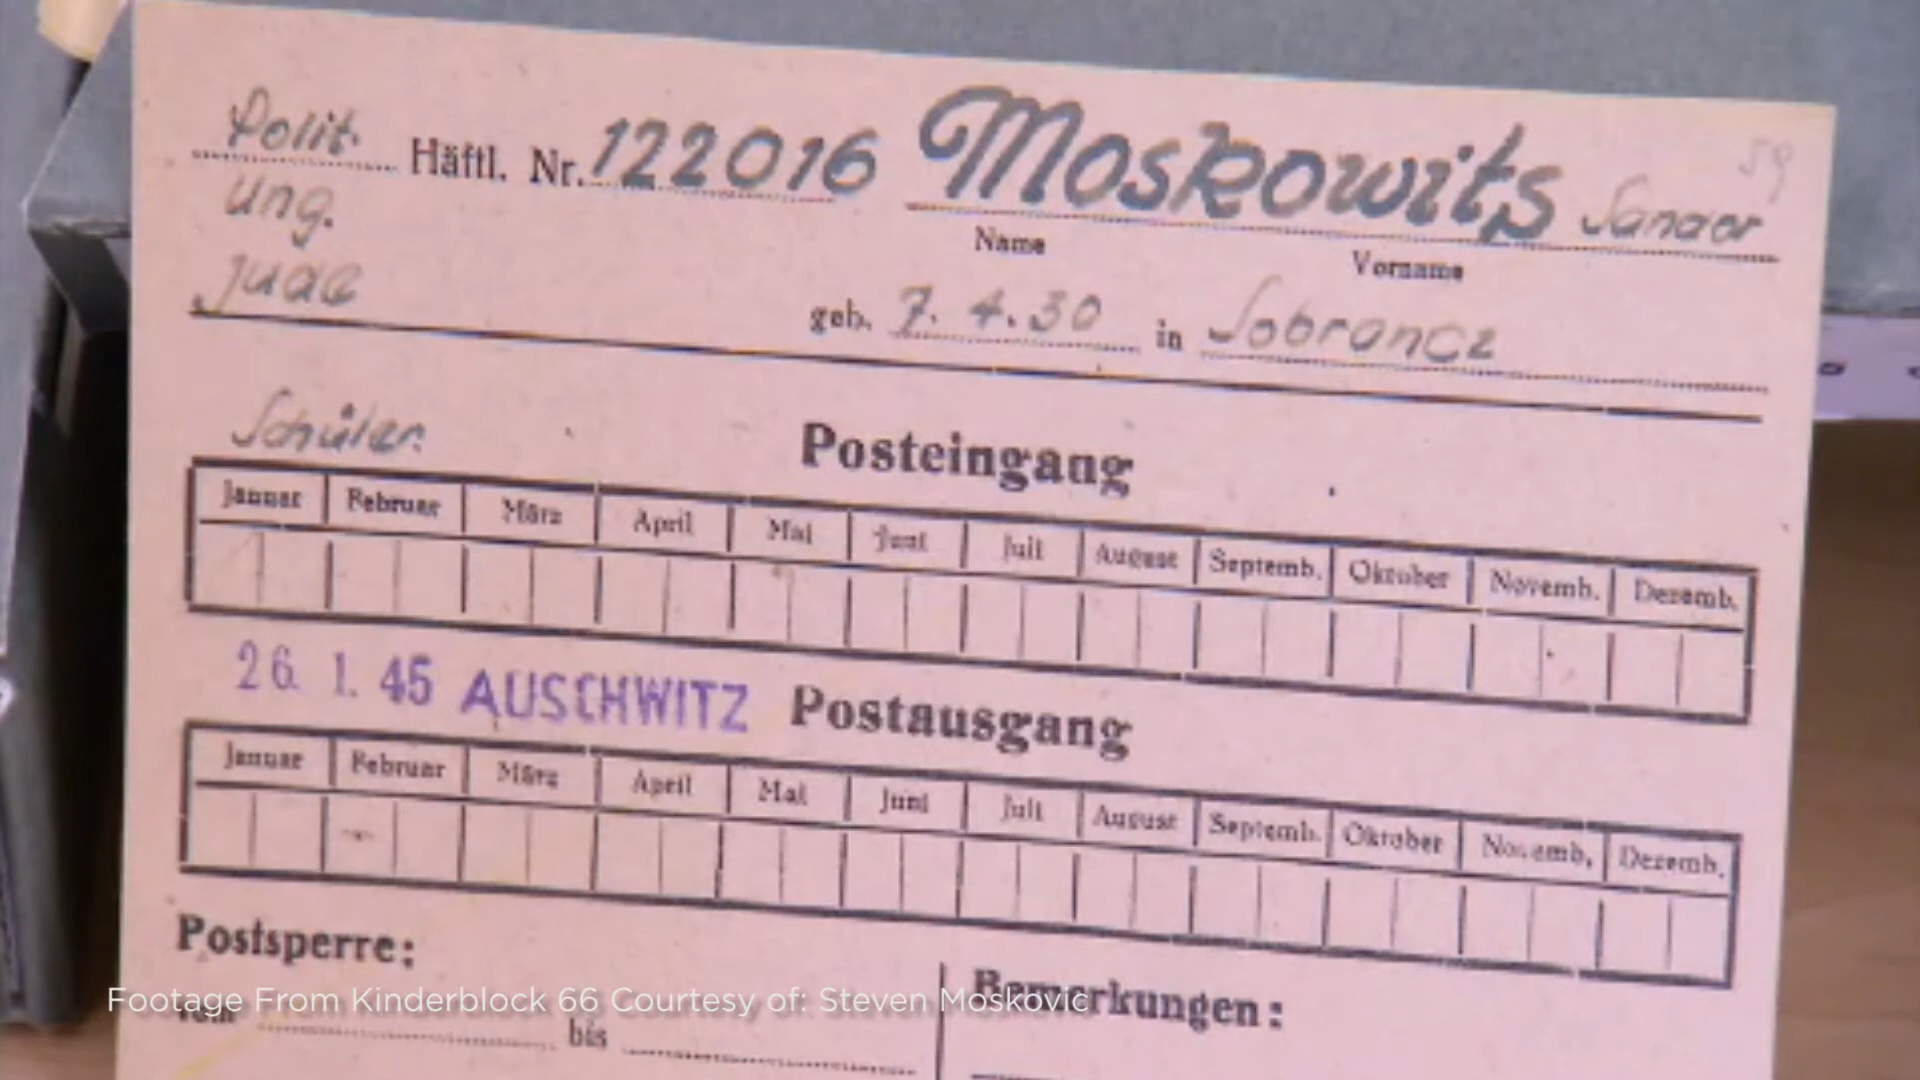 Polit. Häftl. Nr. 122016 Moskowits Sandor 59
Ung. Name Vorname
Jude geb. 7. 4. 30 in Sobrancz
Schüler. Posteingang
Januar Februar März April Mai Juni Juli August Septemb. Oktober Novemb. Dezemb.
26. 1. 45 AUSCHWITZ Postausgang
Januar Februar März April Mai Juni Juli August Septemb. Oktober Novemb. Dezemb.
Postsperre: Bemerkungen:
Footage From Kinderblock 66 Courtesy of: Steven Moskovic
vom bis